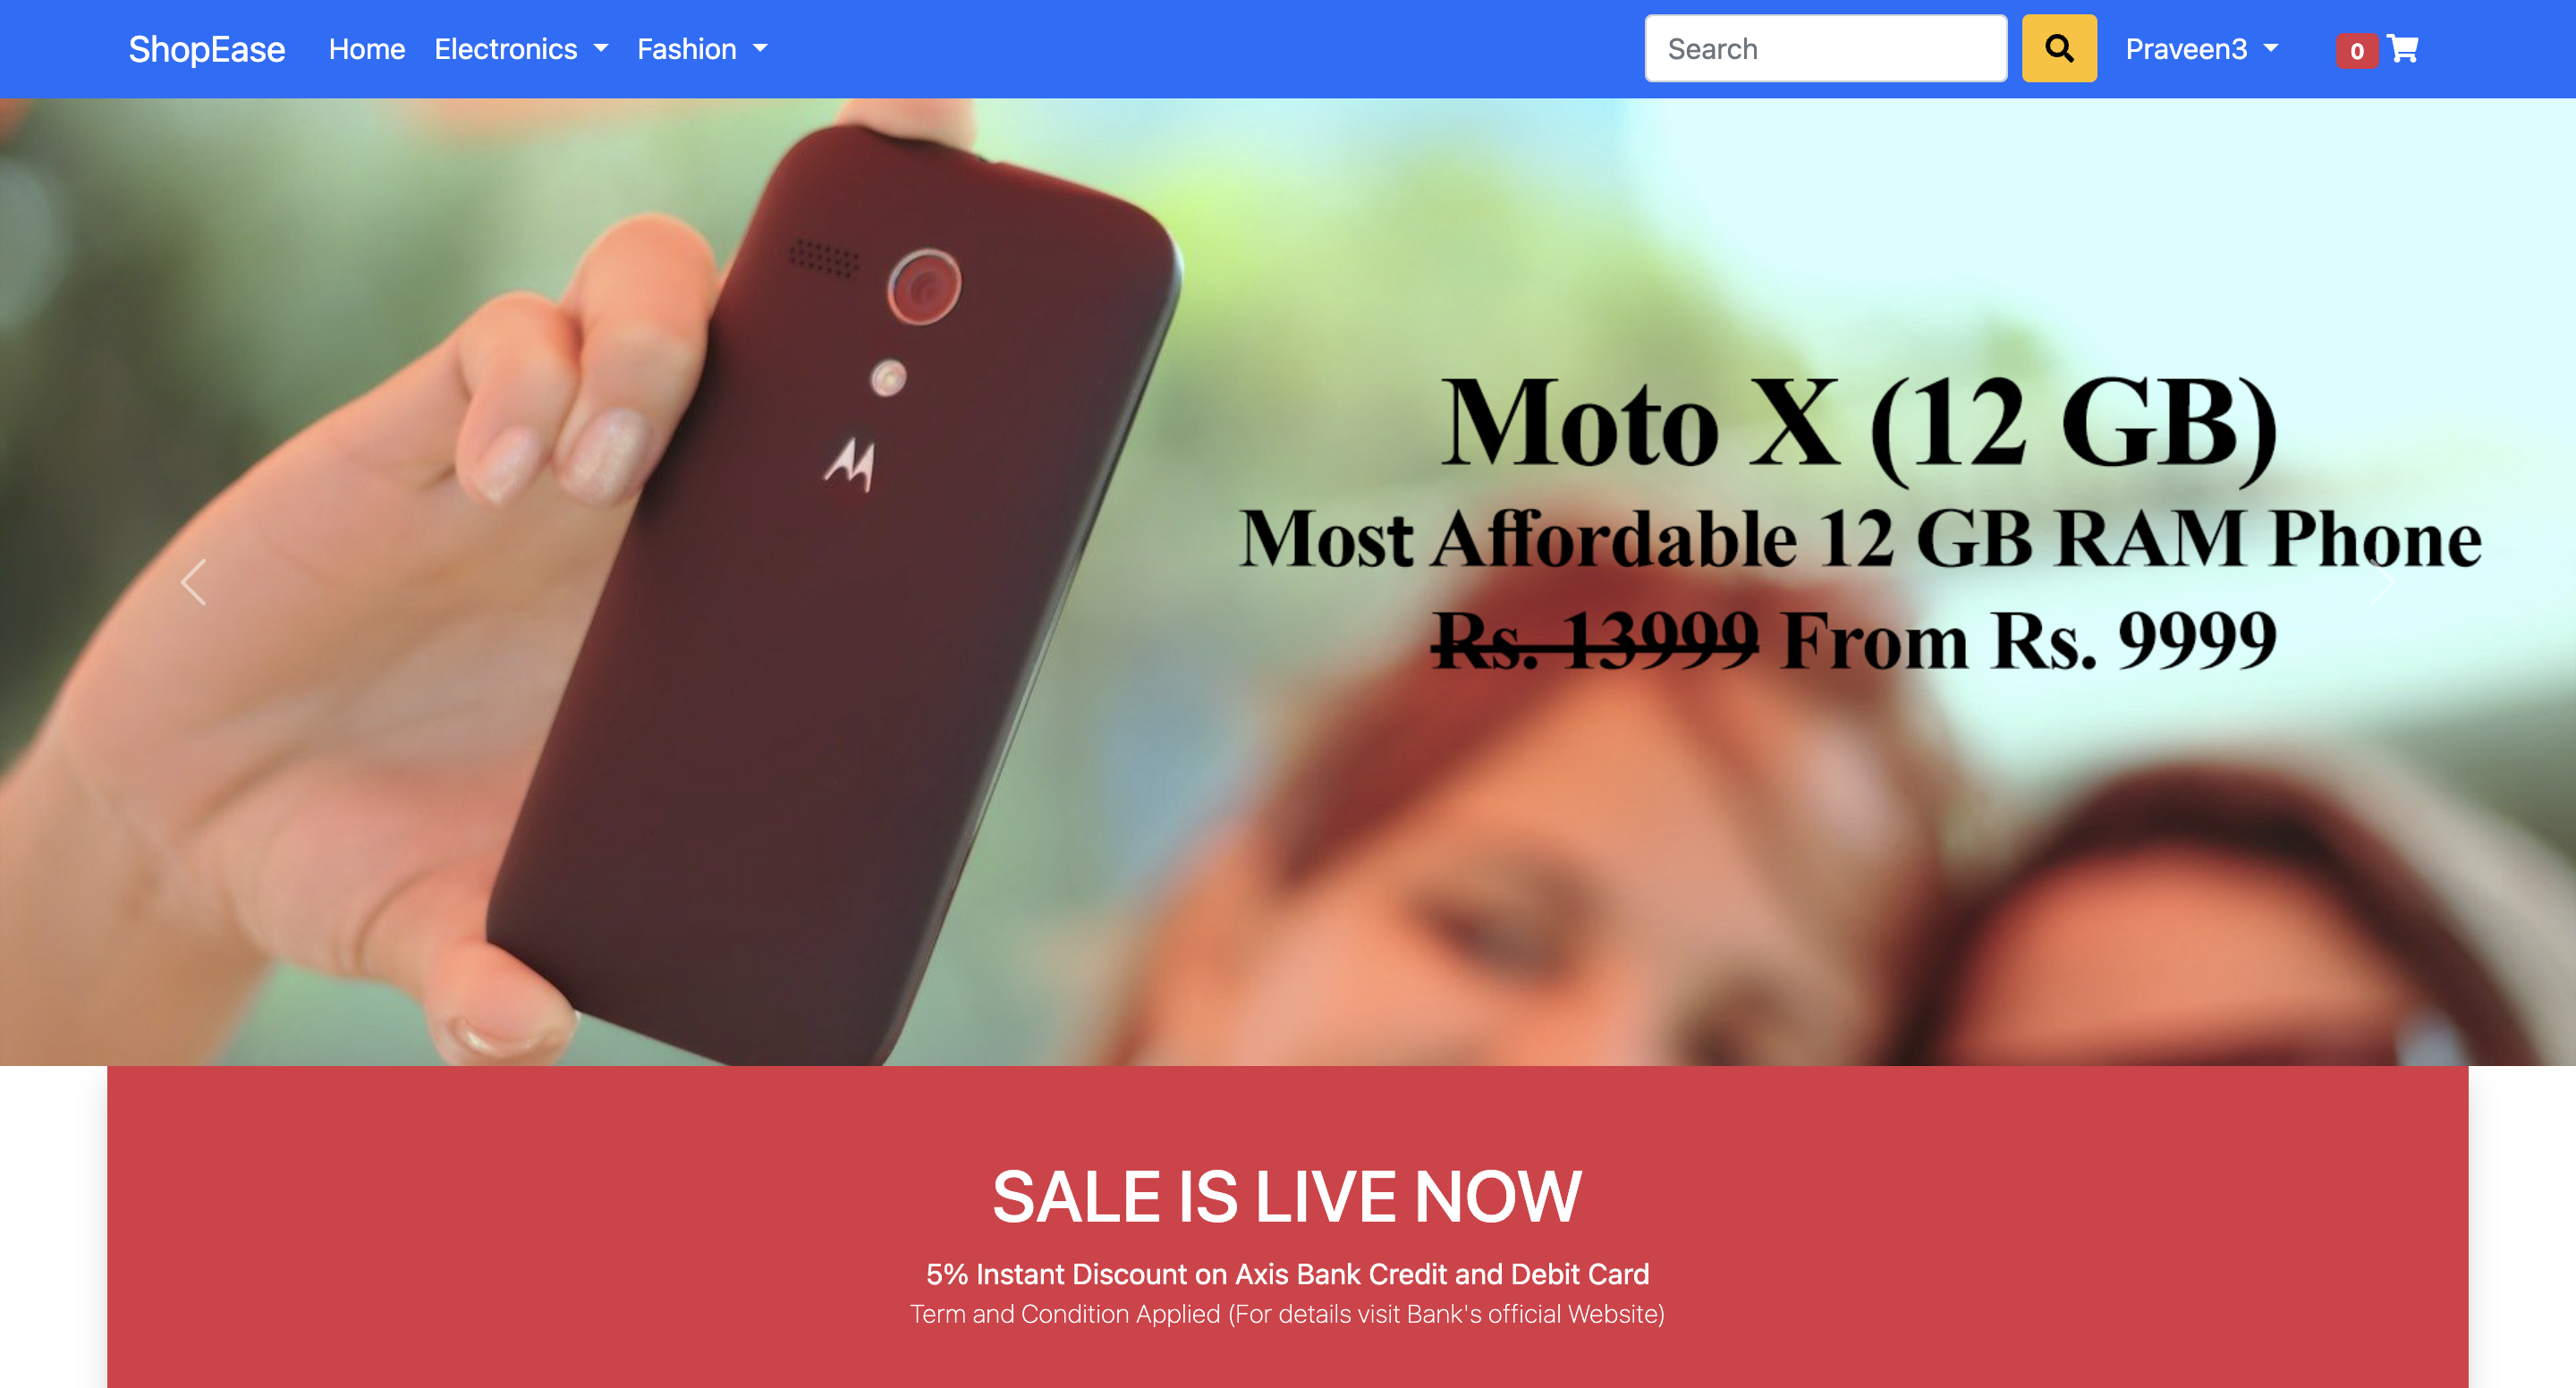 ShopEase Home Electronics Fashion Search Praveen3 0
Moto X (12 GB)
Most Affordable 12 GB RAM Phone
Rs. 13999 From Rs. 9999
SALE IS LIVE NOW
5% Instant Discount on Axis Bank Credit and Debit Card
Term and Condition Applied (For details visit Bank's official Website)